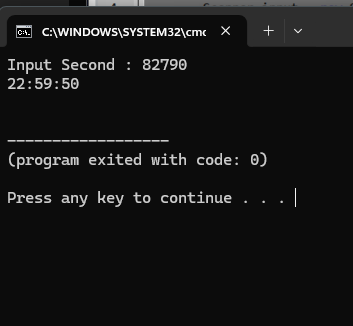 C:\WINDOWS\SYSTEM32\cmd
Input Second : 82790
22:59:50
------------------
(program exited with code: 0)
Press any key to continue . . .